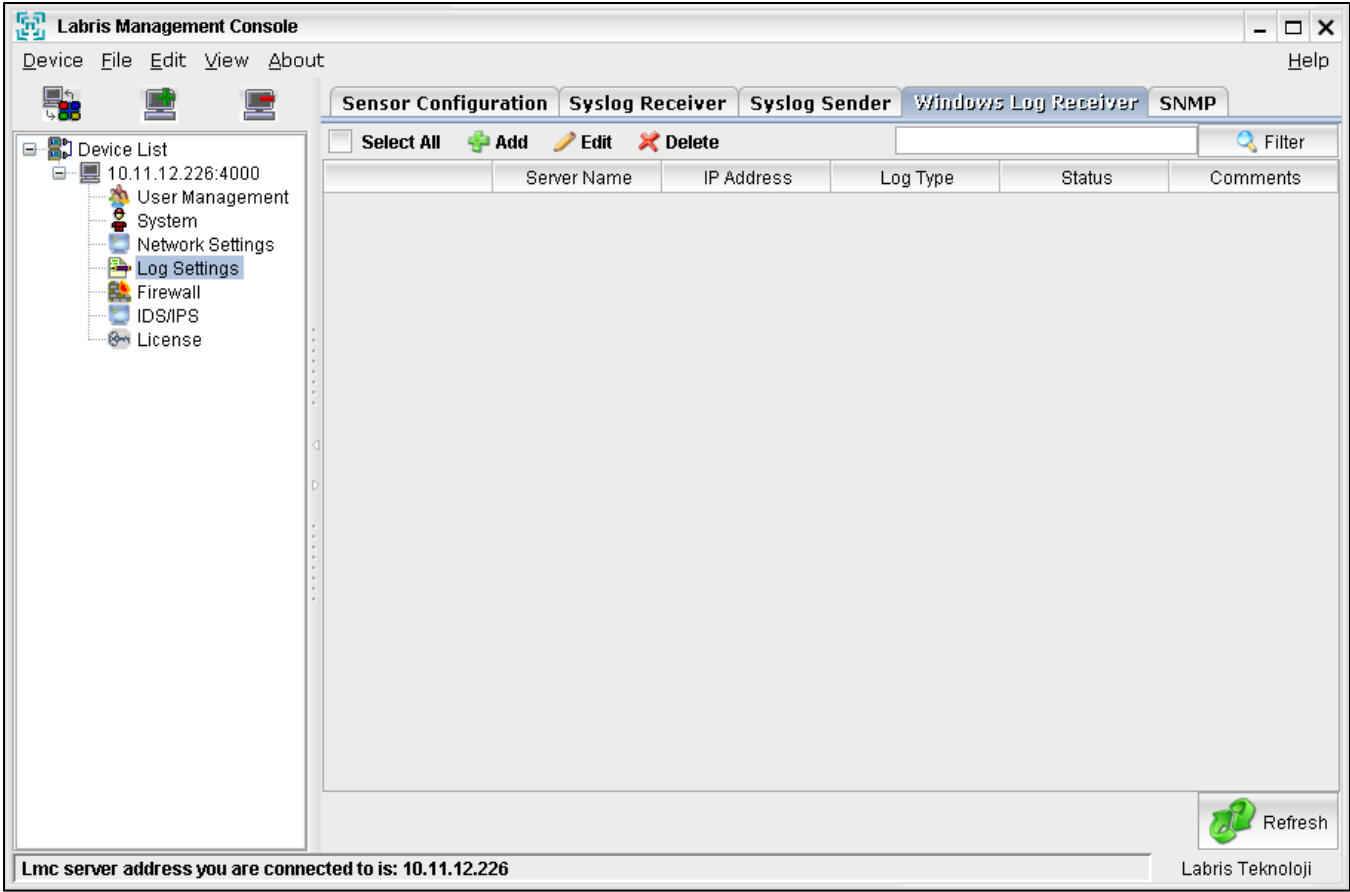 Labris Management Console
Device File Edit View About Help
Sensor Configuration Syslog Receiver Syslog Sender Windows Log Receiver SNMP
Select All Add Edit Delete Filter
Server Name IP Address Log Type Status Comments
Device List
10.11.12.226:4000
User Management
System
Network Settings
Log Settings
Firewall
IDS/IPS
License
Refresh
Lmc server address you are connected to is: 10.11.12.226 Labris Teknoloji